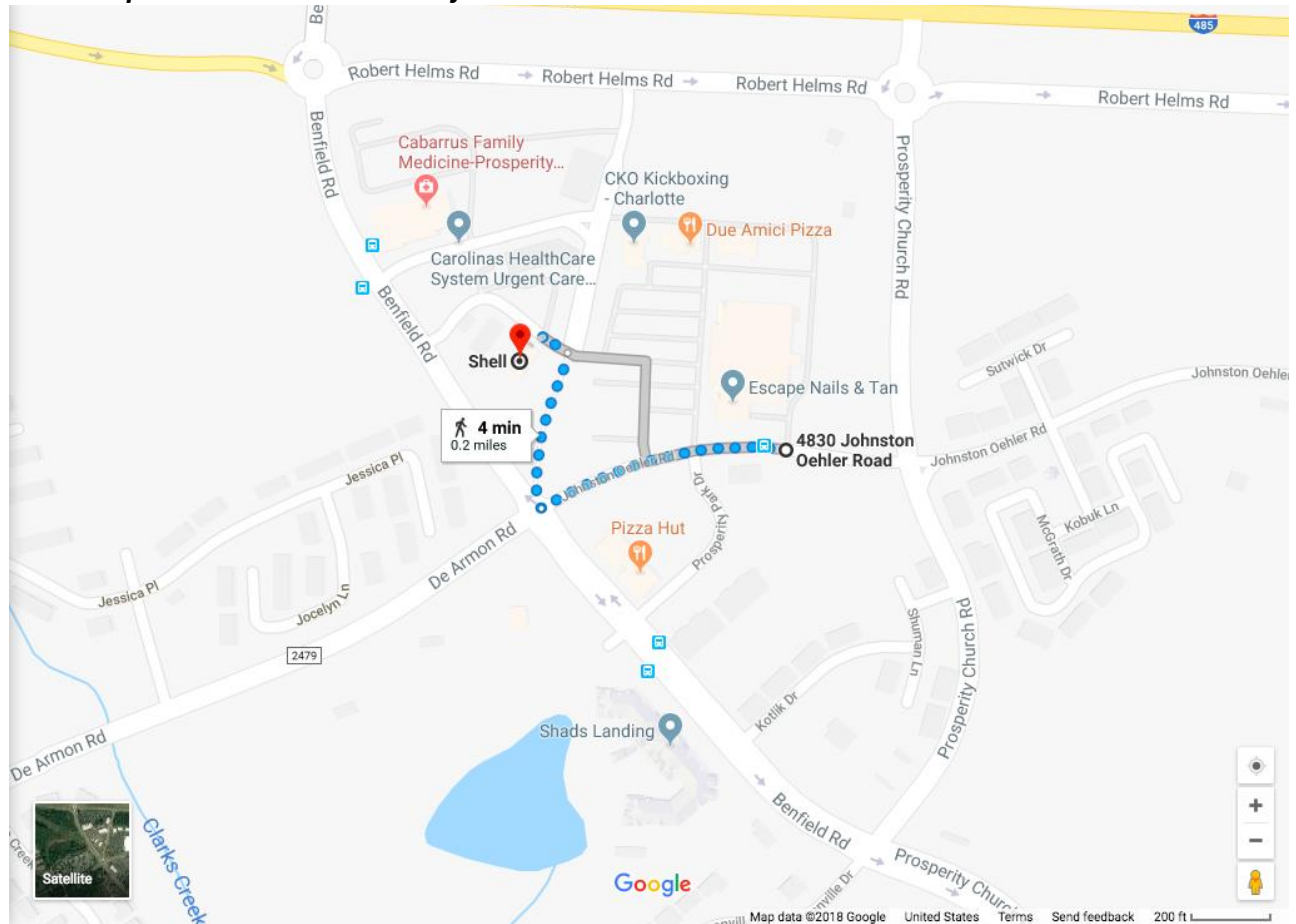 Be
485
Robert Helms Rd
Robert Helms Rd
Robert Helms Rd
Robert Helms Rd
Benfield Rd
Cabarrus Family
Medicine-Prosperity...
CKO Kickboxing
- Charlotte
Due Amici Pizza
Prosperity Church Rd
Carolinas HealthCare
System Urgent Care...
Benfield Rd
Shell
Sutwick Dr
Johnston Oehler
Escape Nails & Tan
4 min
0.2 miles
4830 Johnston
Oehler Road
Johnston Oehler Rd
Johnston Oehler Rd
Jessica Pl
Kobuk Ln
McGrath Dr
Prosperity Park Dr
Pizza Hut
De Armon Rd
Jessica Pl
Jocelyn Ln
Shuman Ln
Prosperity Church Rd
2479
Kotlik Dr
Shads Landing
De Armon Rd
Benfield Rd
Clarks Creek
Creek
Satellite
Prosperity Churc
Google
Map data ©2018 Google United States Terms Send feedback 200 ft